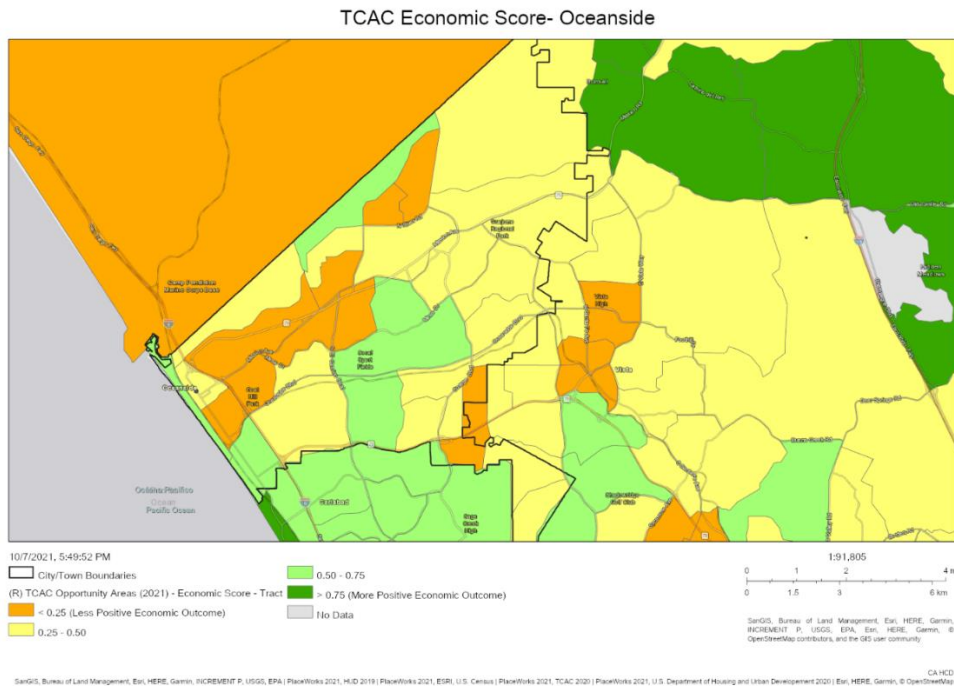 TCAC Economic Score- Oceanside
Camp Pendleton
Marine Corps Base
Guajome
Regional
Park
Vista
High
Vista
Oceanside
Carlsbad
Sage
Creek
High
Océano Pacífico
Ocean
Pacific Ocean
10/7/2021, 5:49:52 PM
City/Town Boundaries
(R) TCAC Opportunity Areas (2021) - Economic Score - Tract
< 0.25 (Less Positive Economic Outcome)
0.25 - 0.50
0.50 - 0.75
> 0.75 (More Positive Economic Outcome)
No Data
1:91,805
0 1 2 4 m
0 1.5 3 6 km
SanGIS, Bureau of Land Management, Esri, HERE, Garmin,
INCREMENT P, USGS, EPA, Esri, HERE, Garmin, ©
OpenStreetMap contributors, and the GIS user community
CA HCD
SanGIS, Bureau of Land Management, Esri, HERE, Garmin, INCREMENT P, USGS, EPA | PlaceWorks 2021, HUD 2019 | PlaceWorks 2021, ESRI, U.S. Census | PlaceWorks 2021, TCAC 2020 | PlaceWorks 2021, U.S. Department of Housing and Urban Development 2020 | Esri, HERE, Garmin, © OpenStreetMap